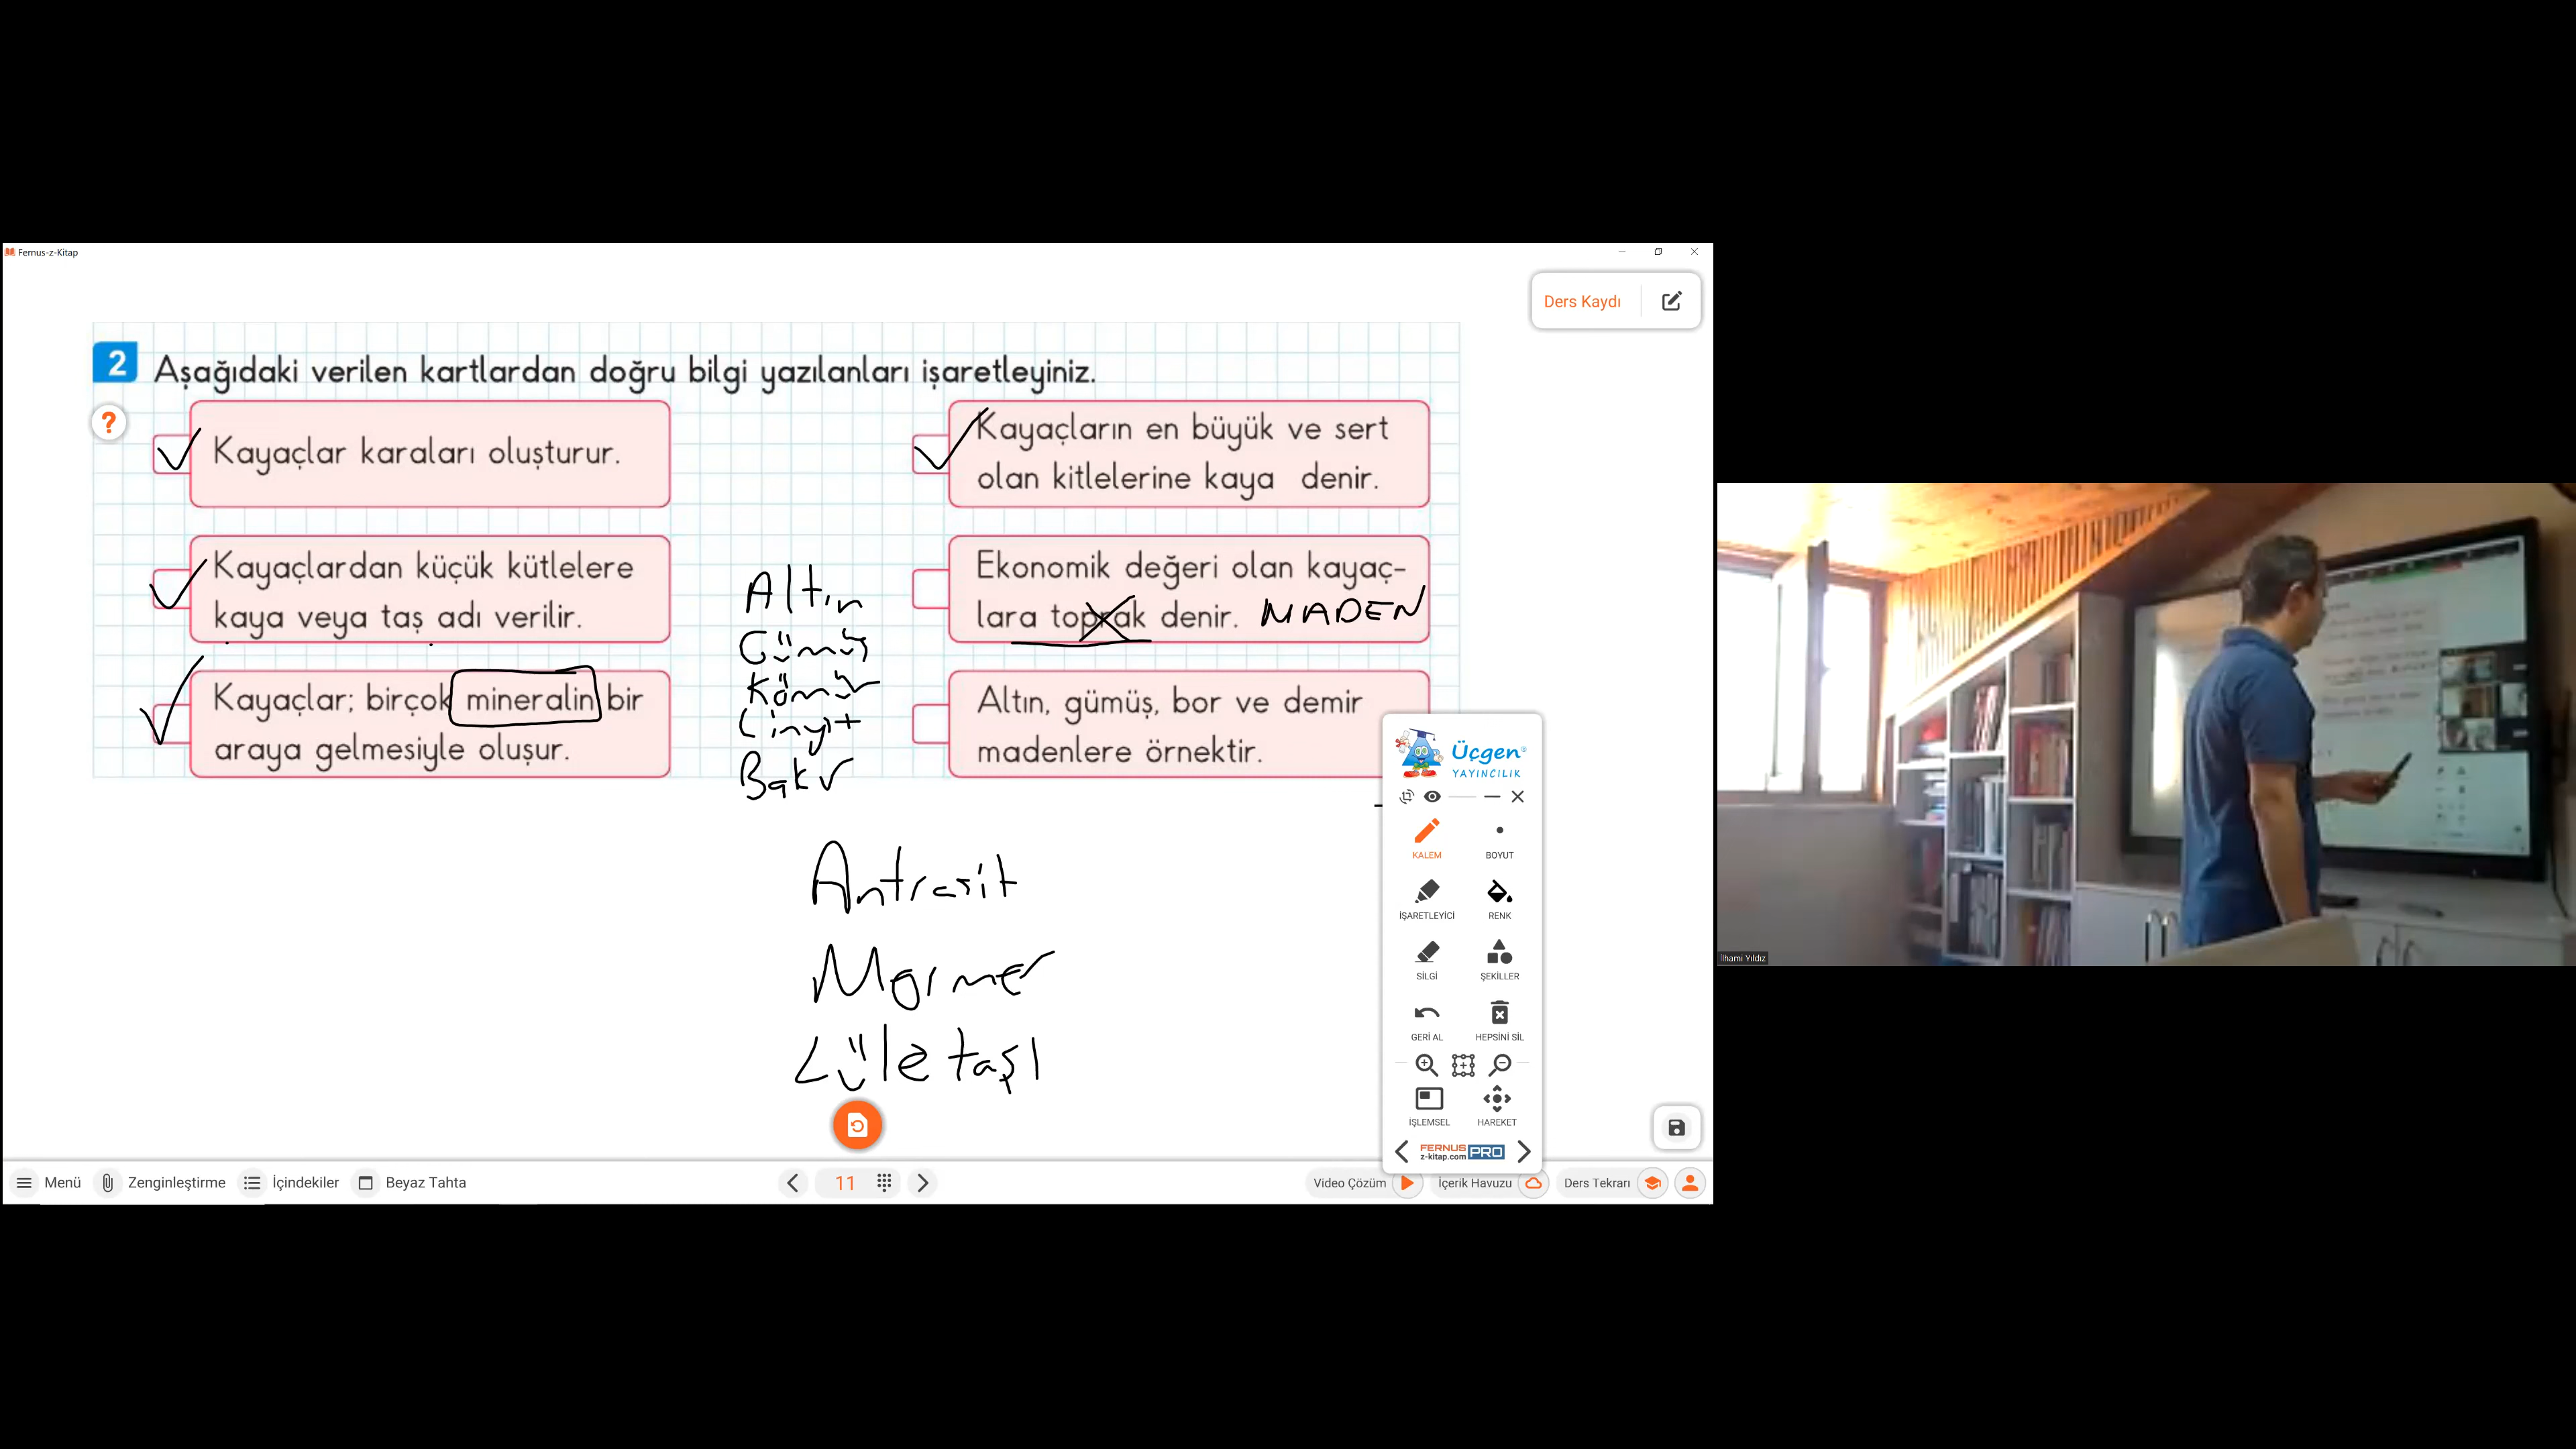 Fernus-z-Kitap
Ders Kaydı
2 Aşağıdaki verilen kartlardan doğru bilgi yazılanları işaretleyiniz.
?
Kayaçlar karaları oluşturur.
Kayaçların en büyük ve sert
olan kitlelerine kaya denir.
Kayaçlardan küçük kütlelere
kaya veya taş adı verilir.
Ekonomik değeri olan kayaç-
lara toprak denir. MADEN
Kayaçlar; birçok mineralin bir
araya gelmesiyle oluşur.
Altın, gümüş, bor ve demir
madenlere örnektir.
Altın
Gümüş
Kömür
Linyit
Bakır
Antrasit
Mermer
Lüle taşı
Üçgen
YAYINCILIK
KALEM
BOYUT
İŞARETLEYİCİ
RENK
SİLGİ
ŞEKİLLER
GERİ AL
HEPSİNİ SİL
İŞLEMSEL
HAREKET
FERNUS
z-kitap.com
PRO
Menü
Zenginleştirme
İçindekiler
Beyaz Tahta
11
Video Çözüm
İçerik Havuzu
Ders Tekrarı
İlhami Yıldız